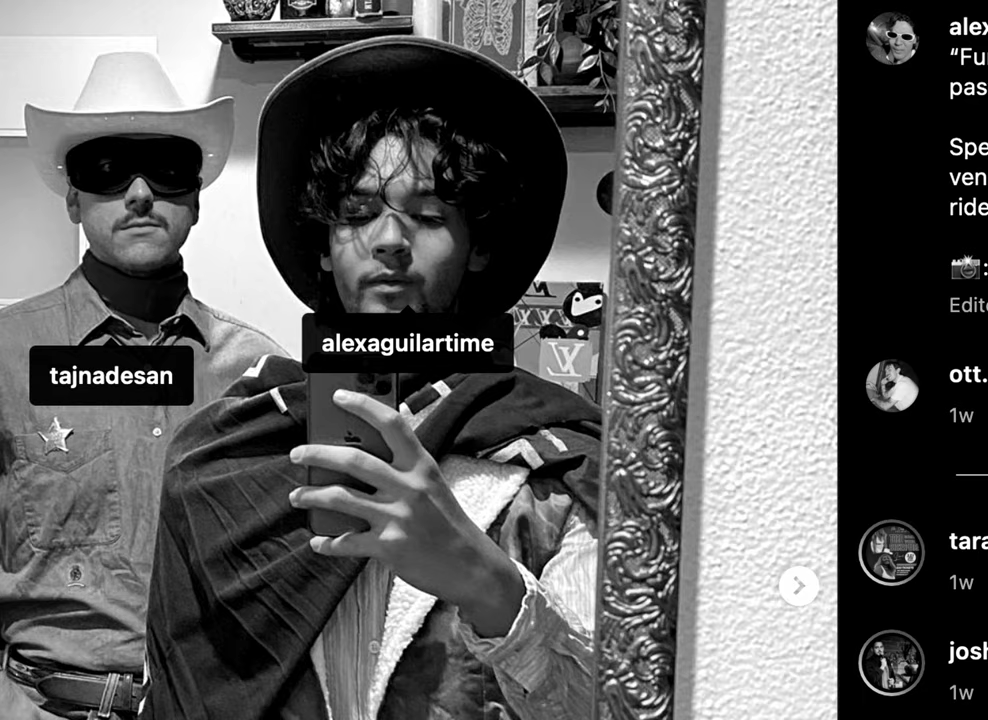 tajnadesan
alexaguilartime
alex
“Fu
pas
Spe
ven
ride
:
Edite
ott.
1w
tara
1w
josh
1w